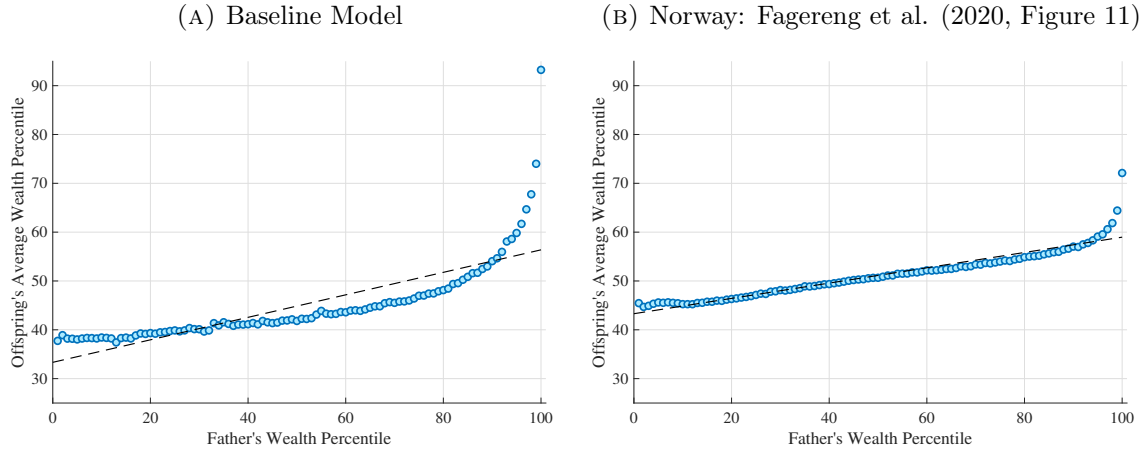 (A) Baseline Model
Offspring's Average Wealth Percentile
90
80
70
60
50
40
30
0 20 40 60 80 100
Father's Wealth Percentile
(B) Norway: Fagereng et al. (2020, Figure 11)
Offspring's Average Wealth Percentile
90
80
70
60
50
40
30
0 20 40 60 80 100
Father's Wealth Percentile